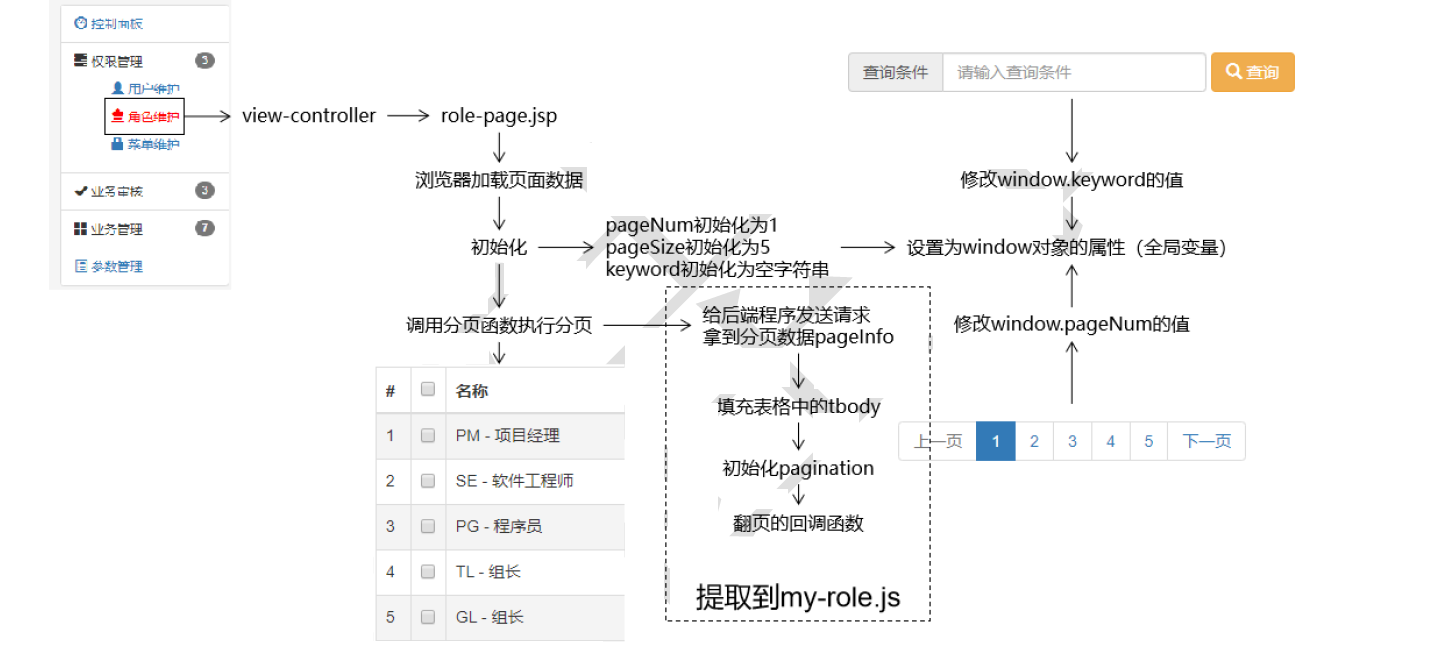 控制面板
权限管理 3
用户维护
角色维护
菜单维护
业务审核 3
业务管理 7
参数管理
view-controller
role-page.jsp
浏览器加载页面数据
初始化
pageNum初始化为1
pageSize初始化为5
keyword初始化为空字符串
设置为window对象的属性（全局变量）
查询条件 请输入查询条件 查询
修改window.keyword的值
修改window.pageNum的值
上一页 1 2 3 4 5 下一页
调用分页函数执行分页
给后端程序发送请求
拿到分页数据pageInfo
填充表格中的tbody
初始化pagination
翻页的回调函数
提取到my-role.js
# 名称
1 PM - 项目经理
2 SE - 软件工程师
3 PG - 程序员
4 TL - 组长
5 GL - 组长